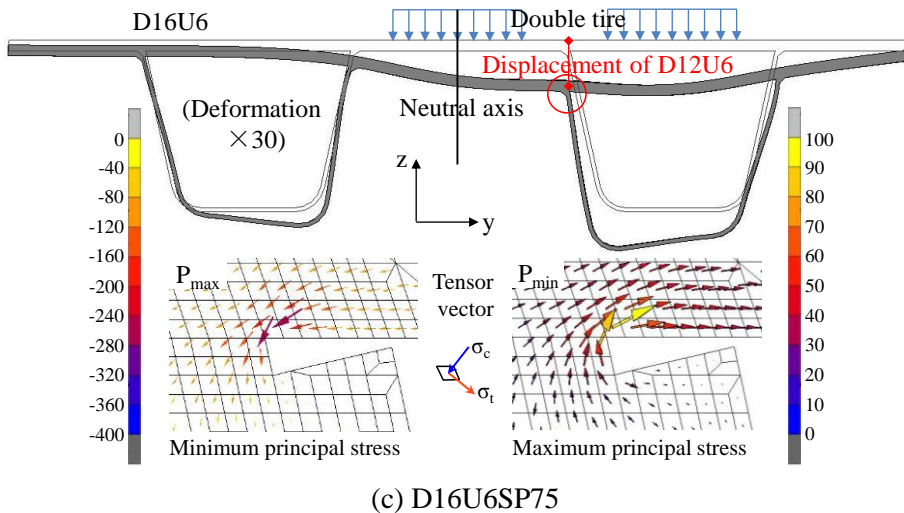 D16U6
Double tire
Displacement of D12U6
(Deformation
×30)
Neutral axis
z
y
0
-40
-80
-120
-160
-200
-240
-280
-320
-360
-400
100
90
80
70
60
50
40
30
20
10
0
Pmax
Tensor
vector
Pmin
σc
σt
Minimum principal stress
Maximum principal stress
(c) D16U6SP75